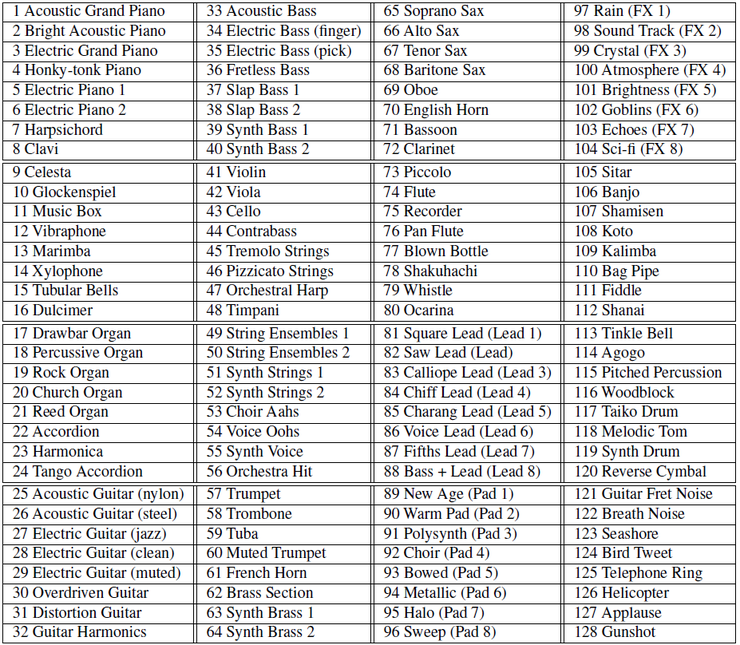 1 Acoustic Grand Piano
2 Bright Acoustic Piano
3 Electric Grand Piano
4 Honky-tonk Piano
5 Electric Piano 1
6 Electric Piano 2
7 Harpsichord
8 Clavi
9 Celesta
10 Glockenspiel
11 Music Box
12 Vibraphone
13 Marimba
14 Xylophone
15 Tubular Bells
16 Dulcimer
17 Drawbar Organ
18 Percussive Organ
19 Rock Organ
20 Church Organ
21 Reed Organ
22 Accordion
23 Harmonica
24 Tango Accordion
25 Acoustic Guitar (nylon)
26 Acoustic Guitar (steel)
27 Electric Guitar (jazz)
28 Electric Guitar (clean)
29 Electric Guitar (muted)
30 Overdriven Guitar
31 Distortion Guitar
32 Guitar Harmonics
33 Acoustic Bass
34 Electric Bass (finger)
35 Electric Bass (pick)
36 Fretless Bass
37 Slap Bass 1
38 Slap Bass 2
39 Synth Bass 1
40 Synth Bass 2
41 Violin
42 Viola
43 Cello
44 Contrabass
45 Tremolo Strings
46 Pizzicato Strings
47 Orchestral Harp
48 Timpani
49 String Ensembles 1
50 String Ensembles 2
51 Synth Strings 1
52 Synth Strings 2
53 Choir Aahs
54 Voice Oohs
55 Synth Voice
56 Orchestra Hit
57 Trumpet
58 Trombone
59 Tuba
60 Muted Trumpet
61 French Horn
62 Brass Section
63 Synth Brass 1
64 Synth Brass 2
65 Soprano Sax
66 Alto Sax
67 Tenor Sax
68 Baritone Sax
69 Oboe
70 English Horn
71 Bassoon
72 Clarinet
73 Piccolo
74 Flute
75 Recorder
76 Pan Flute
77 Blown Bottle
78 Shakuhachi
79 Whistle
80 Ocarina
81 Square Lead (Lead 1)
82 Saw Lead (Lead)
83 Calliope Lead (Lead 3)
84 Chiff Lead (Lead 4)
85 Charang Lead (Lead 5)
86 Voice Lead (Lead 6)
87 Fifths Lead (Lead 7)
88 Bass + Lead (Lead 8)
89 New Age (Pad 1)
90 Warm Pad (Pad 2)
91 Polysynth (Pad 3)
92 Choir (Pad 4)
93 Bowed (Pad 5)
94 Metallic (Pad 6)
95 Halo (Pad 7)
96 Sweep (Pad 8)
97 Rain (FX 1)
98 Sound Track (FX 2)
99 Crystal (FX 3)
100 Atmosphere (FX 4)
101 Brightness (FX 5)
102 Goblins (FX 6)
103 Echoes (FX 7)
104 Sci-fi (FX 8)
105 Sitar
106 Banjo
107 Shamisen
108 Koto
109 Kalimba
110 Bag Pipe
111 Fiddle
112 Shanai
113 Tinkle Bell
114 Agogo
115 Pitched Percussion
116 Woodblock
117 Taiko Drum
118 Melodic Tom
119 Synth Drum
120 Reverse Cymbal
121 Guitar Fret Noise
122 Breath Noise
123 Seashore
124 Bird Tweet
125 Telephone Ring
126 Helicopter
127 Applause
128 Gunshot